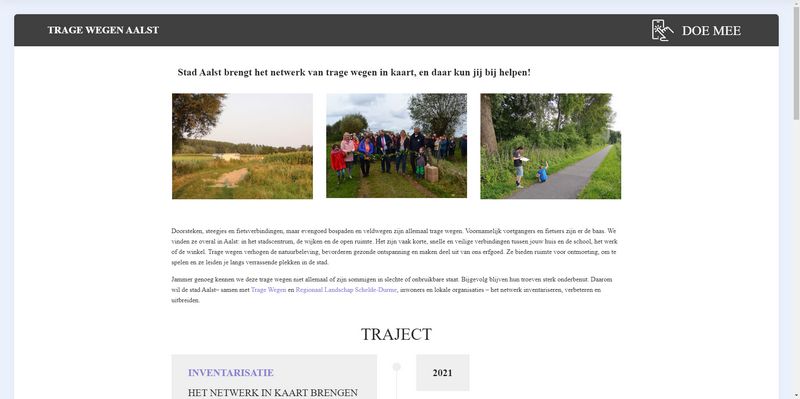 TRAGE WEGEN AALST
DOE MEE
Stad Aalst brengt het netwerk van trage wegen in kaart, en daar kun jij bij helpen!
Doorsteken, steegjes en fietsverbindingen, maar evengoed bospaden en veldwegen zijn allemaal trage wegen. Voornamelijk voetgangers en fietsers zijn er de baas. We
vinden ze overal in Aalst: in het stadscentrum, de wijken en de open ruimte. Het zijn vaak korte, snelle en veilige verbindingen tussen jouw huis en de school, het werk
of de winkel. Trage wegen verhogen de natuurbeleving, bevorderen gezonde ontspanning en maken deel uit van ons erfgoed. Ze bieden ruimte voor ontmoeting, om te
spelen en ze leiden je langs verrassende plekken in de stad.
Jammer genoeg kennen we deze trage wegen niet allemaal of zijn sommigen in slechte of onbruikbare staat. Bijgevolg blijven hun troeven sterk onderbenut. Daarom
wil de stad Aalst– samen met Trage Wegen en Regionaal Landschap Schelde-Durme, inwoners en lokale organisaties – het netwerk inventariseren, verbeteren en
uitbreiden.
TRAJECT
INVENTARISATIE
2021
HET NETWERK IN KAART BRENGEN